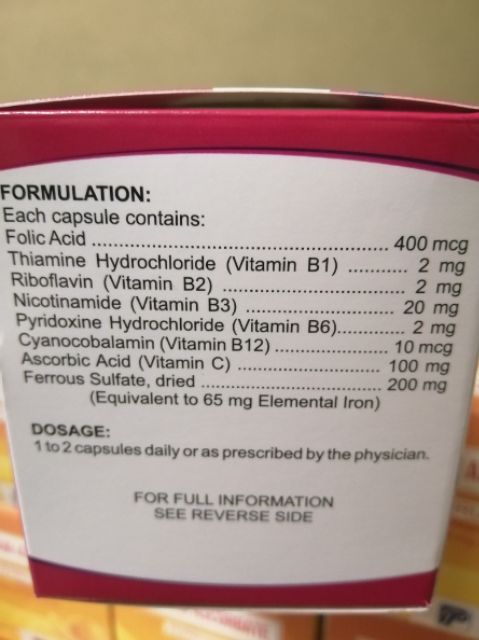 FORMULATION:
Each capsule contains:
Folic Acid ........................................................ 400 mcg
Thiamine Hydrochloride (Vitamin B1) ........... 2 mg
Riboflavin (Vitamin B2) ................................. 2 mg
Nicotinamide (Vitamin B3) ............................ 20 mg
Pyridoxine Hydrochloride (Vitamin B6)........... 2 mg
Cyanocobalamin (Vitamin B12) ...................... 10 mcg
Ascorbic Acid (Vitamin C) ............................ 100 mg
Ferrous Sulfate, dried ................................... 200 mg
(Equivalent to 65 mg Elemental Iron)
DOSAGE:
1 to 2 capsules daily or as prescribed by the physician.
FOR FULL INFORMATION
SEE REVERSE SIDE